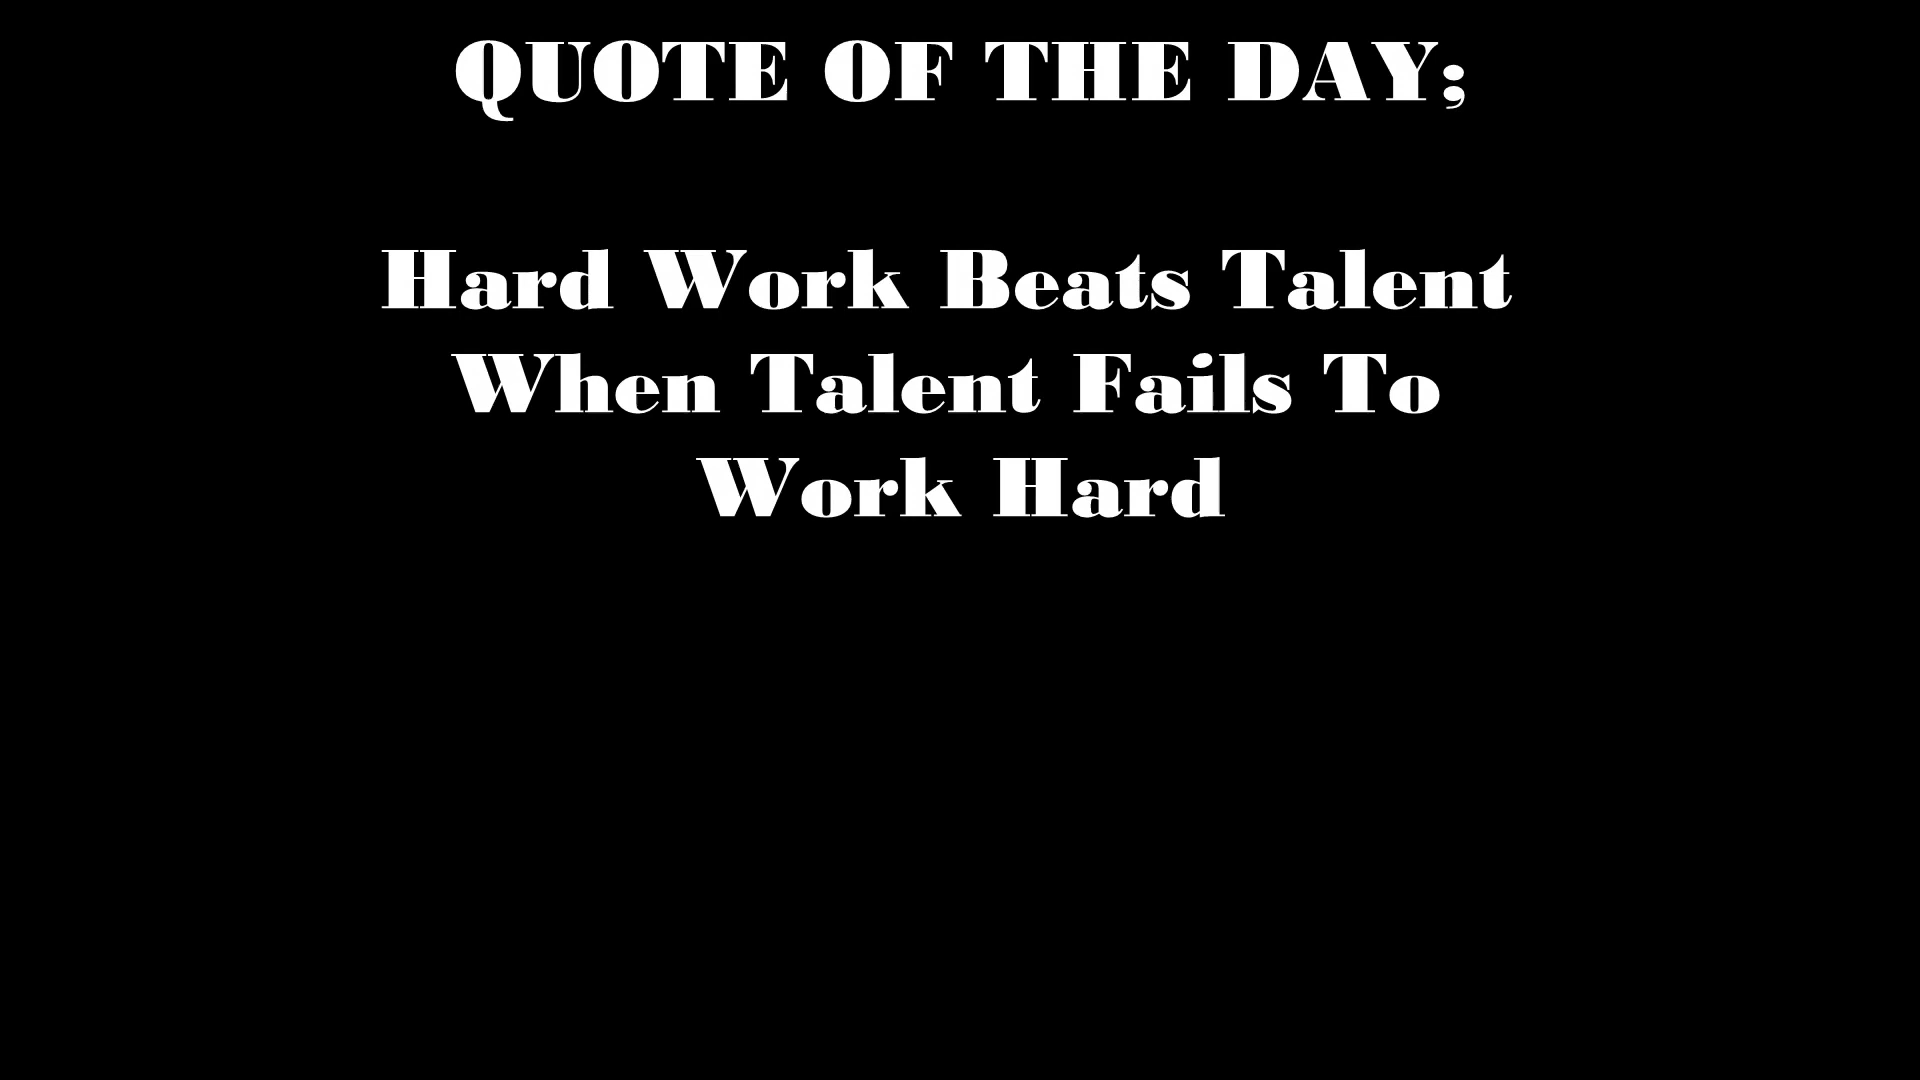 QUOTE OF THE DAY;
Hard Work Beats Talent
When Talent Fails To
Work Hard